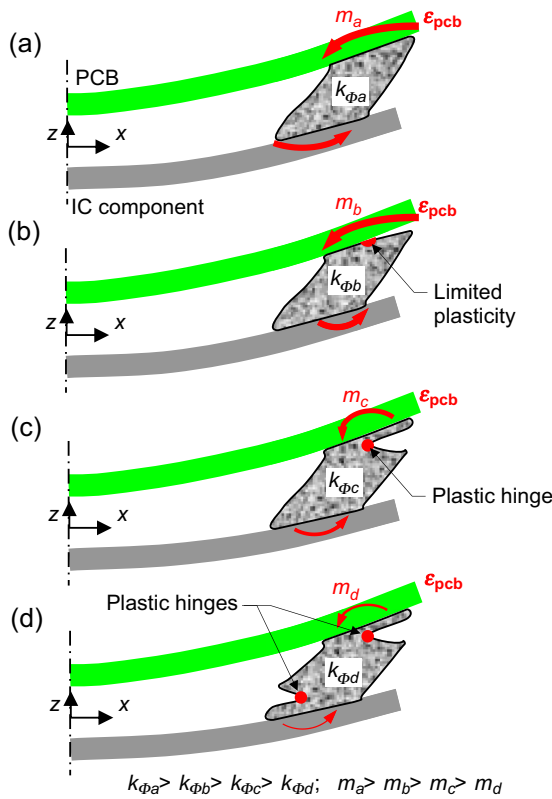 (a)
m_a
ε_pcb
PCB
k_Φa
z
x
IC component
(b)
m_b
ε_pcb
k_Φb
Limited
plasticity
z
x
(c)
m_c
ε_pcb
k_Φc
Plastic hinge
z
x
(d)
m_d
ε_pcb
Plastic hinges
k_Φd
z
x
k_Φa> k_Φb> k_Φc> k_Φd; m_a> m_b> m_c> m_d